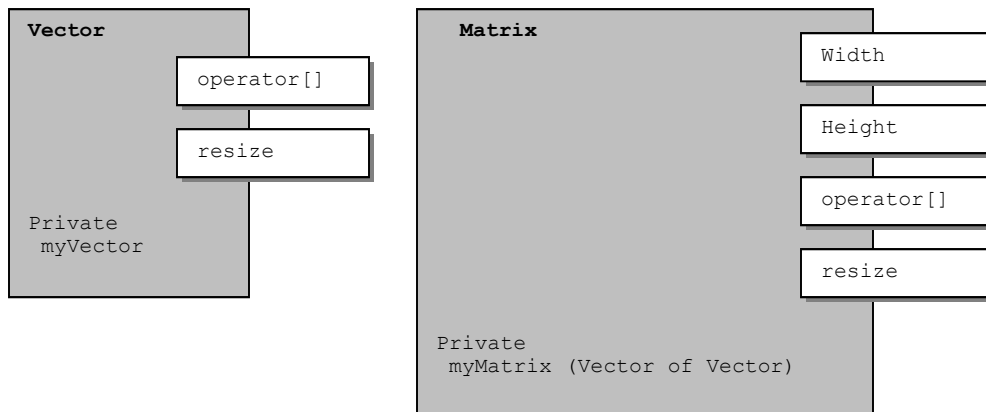 Vector
operator[]
resize
Private
myVector
Matrix
Width
Height
operator[]
resize
Private
myMatrix (Vector of Vector)